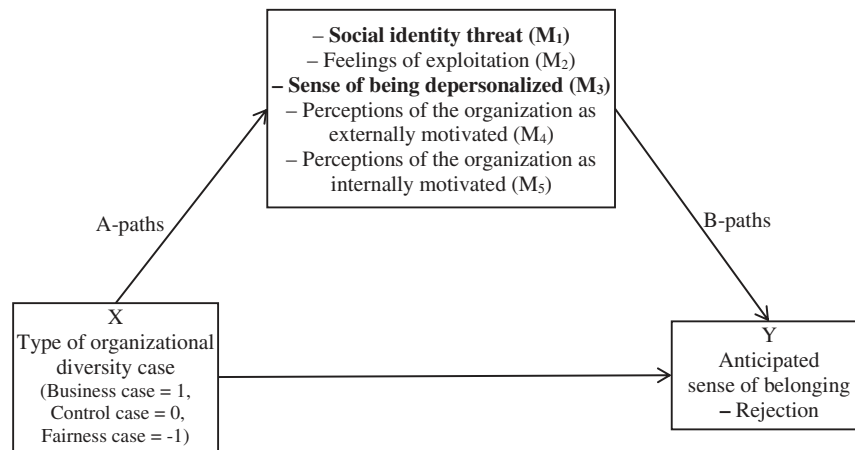 – Social identity threat (M₁)
– Feelings of exploitation (M₂)
– Sense of being depersonalized (M₃)
– Perceptions of the organization as
externally motivated (M₄)
– Perceptions of the organization as
internally motivated (M₅)
A-paths
B-paths
X
Type of organizational
diversity case
(Business case = 1,
Control case = 0,
Fairness case = -1)
Y
Anticipated
sense of belonging
– Rejection